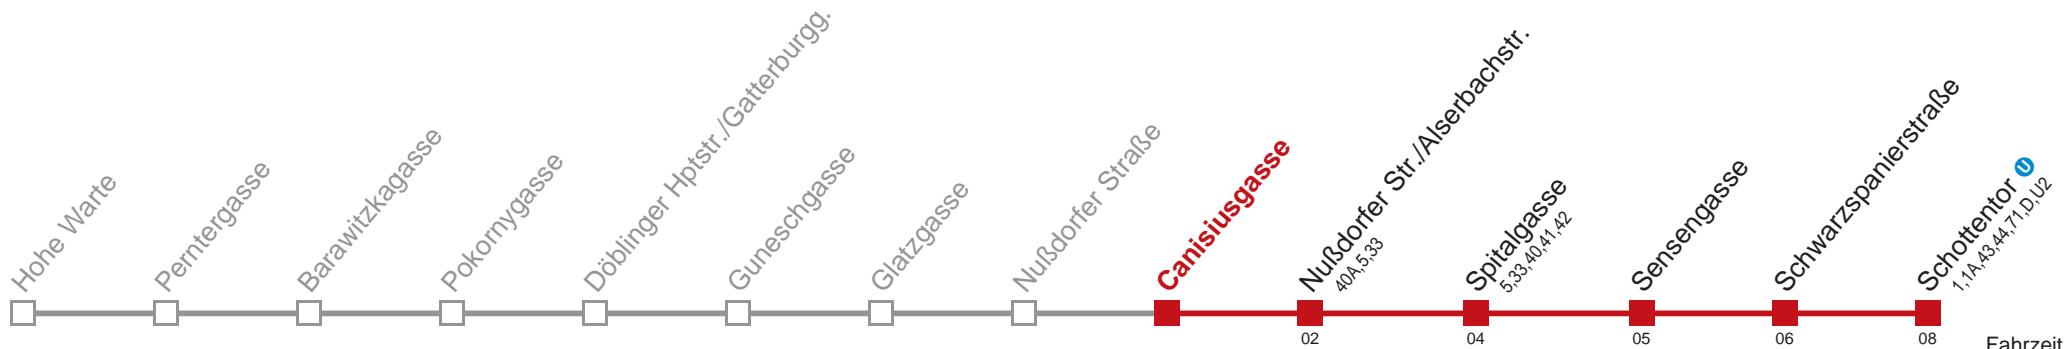 Hohe Warte
Perntergasse
Barawitzkagasse
Pokornygasse
Döblinger Hptstr./Gatterburgg.
Guneschgasse
Glatzgasse
Nußdorfer Straße
Canisiusgasse
Nußdorfer Str./Alserbachstr.
40A,5,33
Spitalgasse
5,33,40,41,42
Sensengasse
Schwarzspanierstraße
Schottentor U
1,1A,43,44,71,D,U2
02
04
05
06
08
Fahrzeit